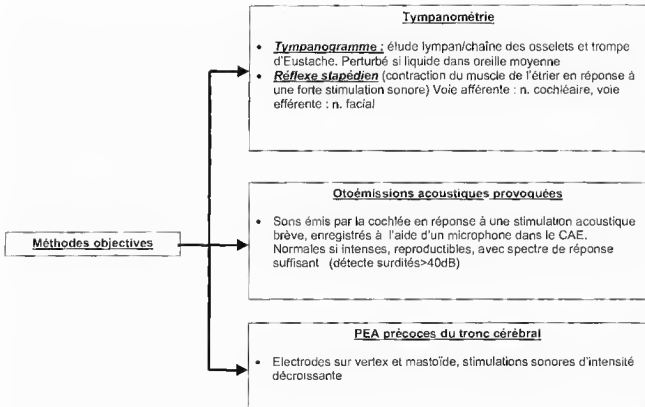 Tympanométrie
• Tympanogramme : étude lympan/chaîne des osselets et trompe
d'Eustache. Perturbé si liquide dans oreille moyenne
• Réflexe stapédien (contraction du muscle de l'étrier en réponse à
une forte stimulation sonore) Voie afférente : n. cochléaire, voie
efférente : n. facial
Otoémissions acoustiques provoquées
• Sons émis par la cochlée en réponse à une stimulation acoustique
brève, enregistrés à l'aide d'un microphone dans le CAE.
Normales si intenses, reproductibles, avec spectre de réponse
suffisant (détecte surdités>40dB)
Méthodes objectives
PEA précoces du tronc cérébral
• Electrodes sur vertex et mastoïde, stimulations sonores d'intensité
décroissante